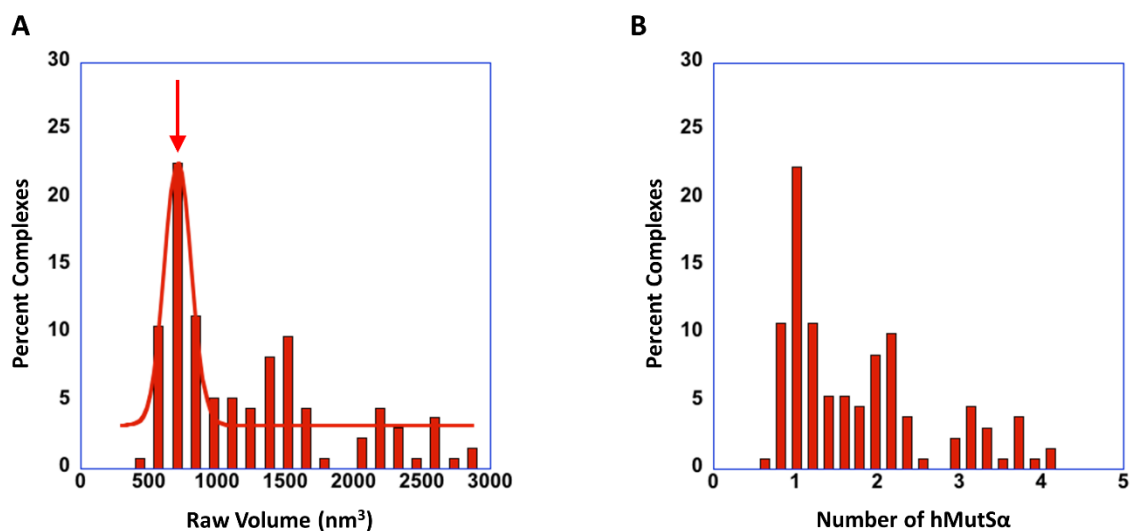 A
B
30
25
20
15
10
5
0
Percent Complexes
0 500 1000 1500 2000 2500 3000
Raw Volume (nm³)
30
25
20
15
10
5
0
Percent Complexes
0 1 2 3 4 5
Number of hMutSα